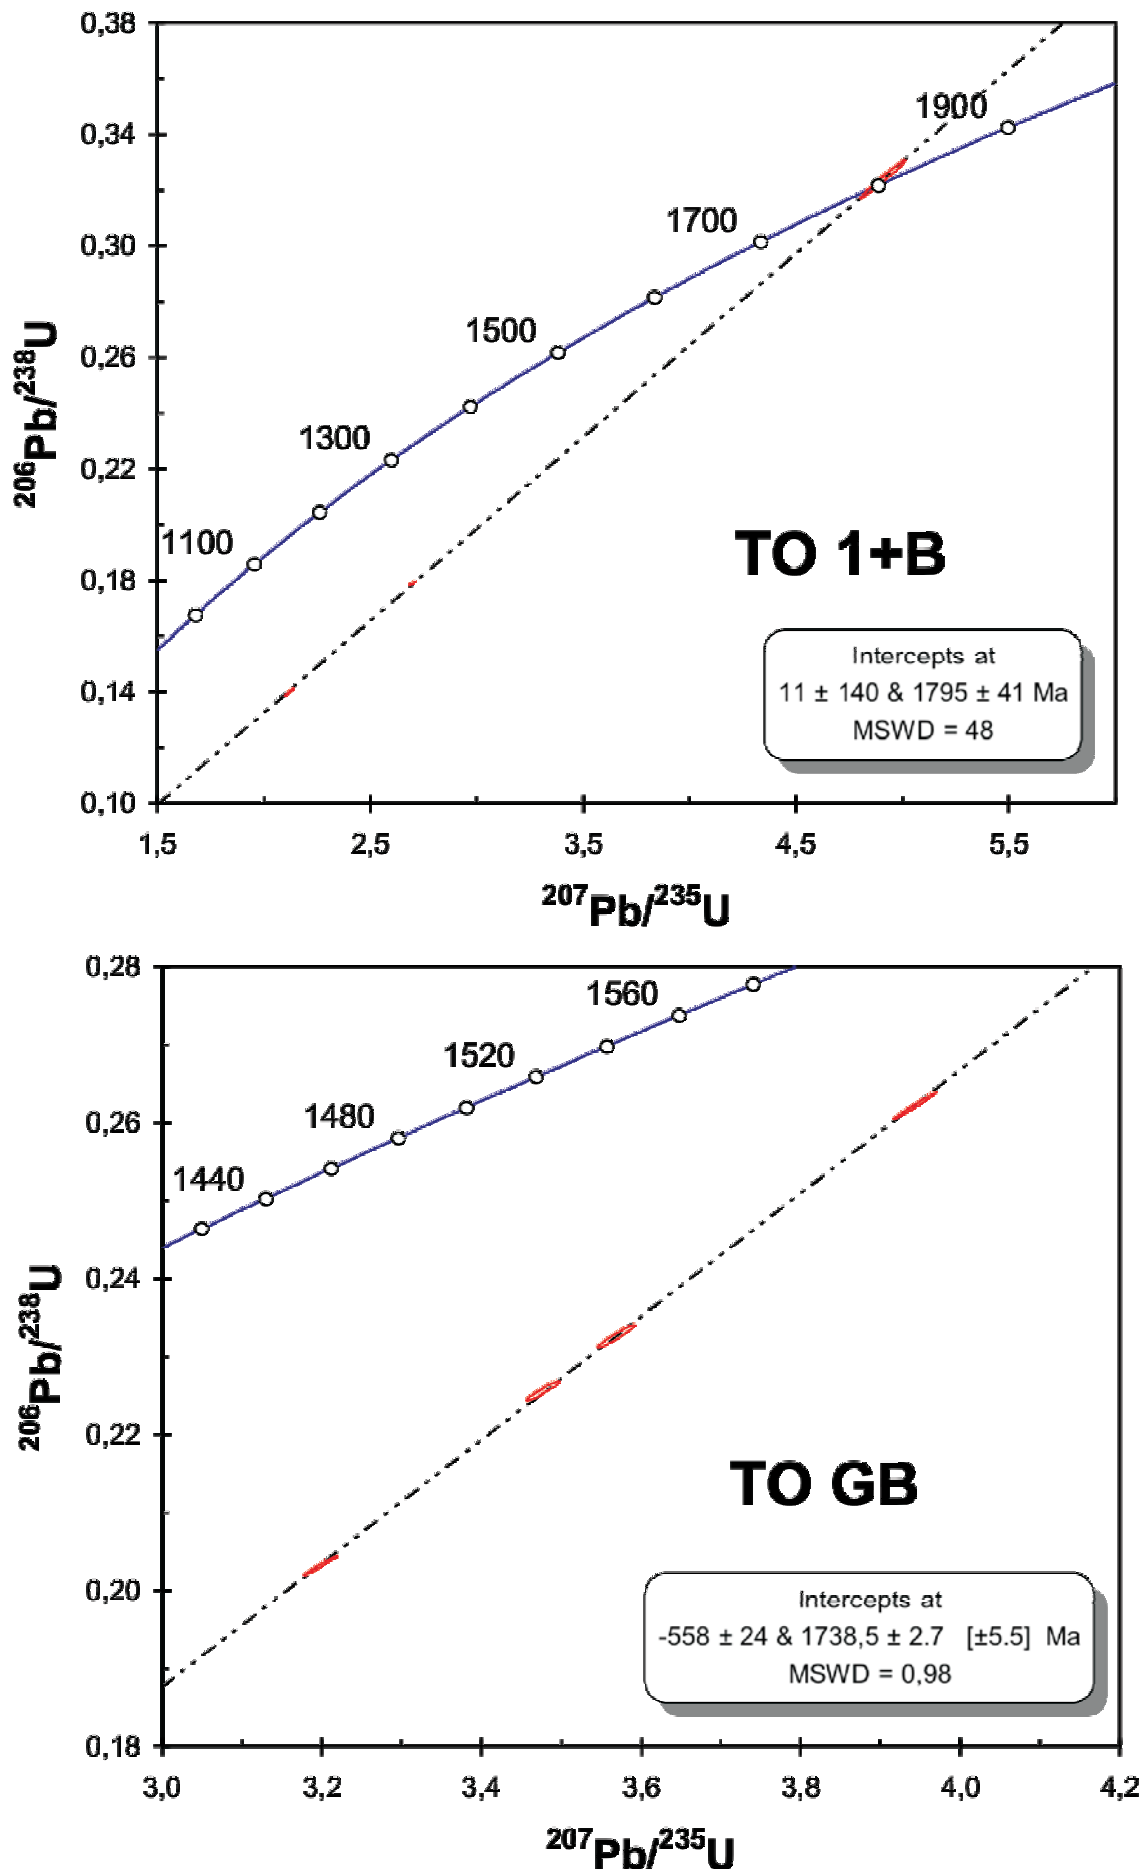 0,38
1900
0,34
1700
0,30
1500
0,26
1300
0,22
1100
0,18
0,14
0,10
²⁰⁶Pb/²³⁸U
TO 1+B
Intercepts at
11 ± 140 & 1795 ± 41 Ma
MSWD = 48
1,5 2,5 3,5 4,5 5,5
²⁰⁷Pb/²³⁵U
0,28
1560
1520
0,26
1480
1440
0,24
0,22
0,20
0,18
²⁰⁶Pb/²³⁸U
TO GB
Intercepts at
-558 ± 24 & 1738,5 ± 2.7 [±5.5] Ma
MSWD = 0,98
3,0 3,2 3,4 3,6 3,8 4,0 4,2
²⁰⁷Pb/²³⁵U